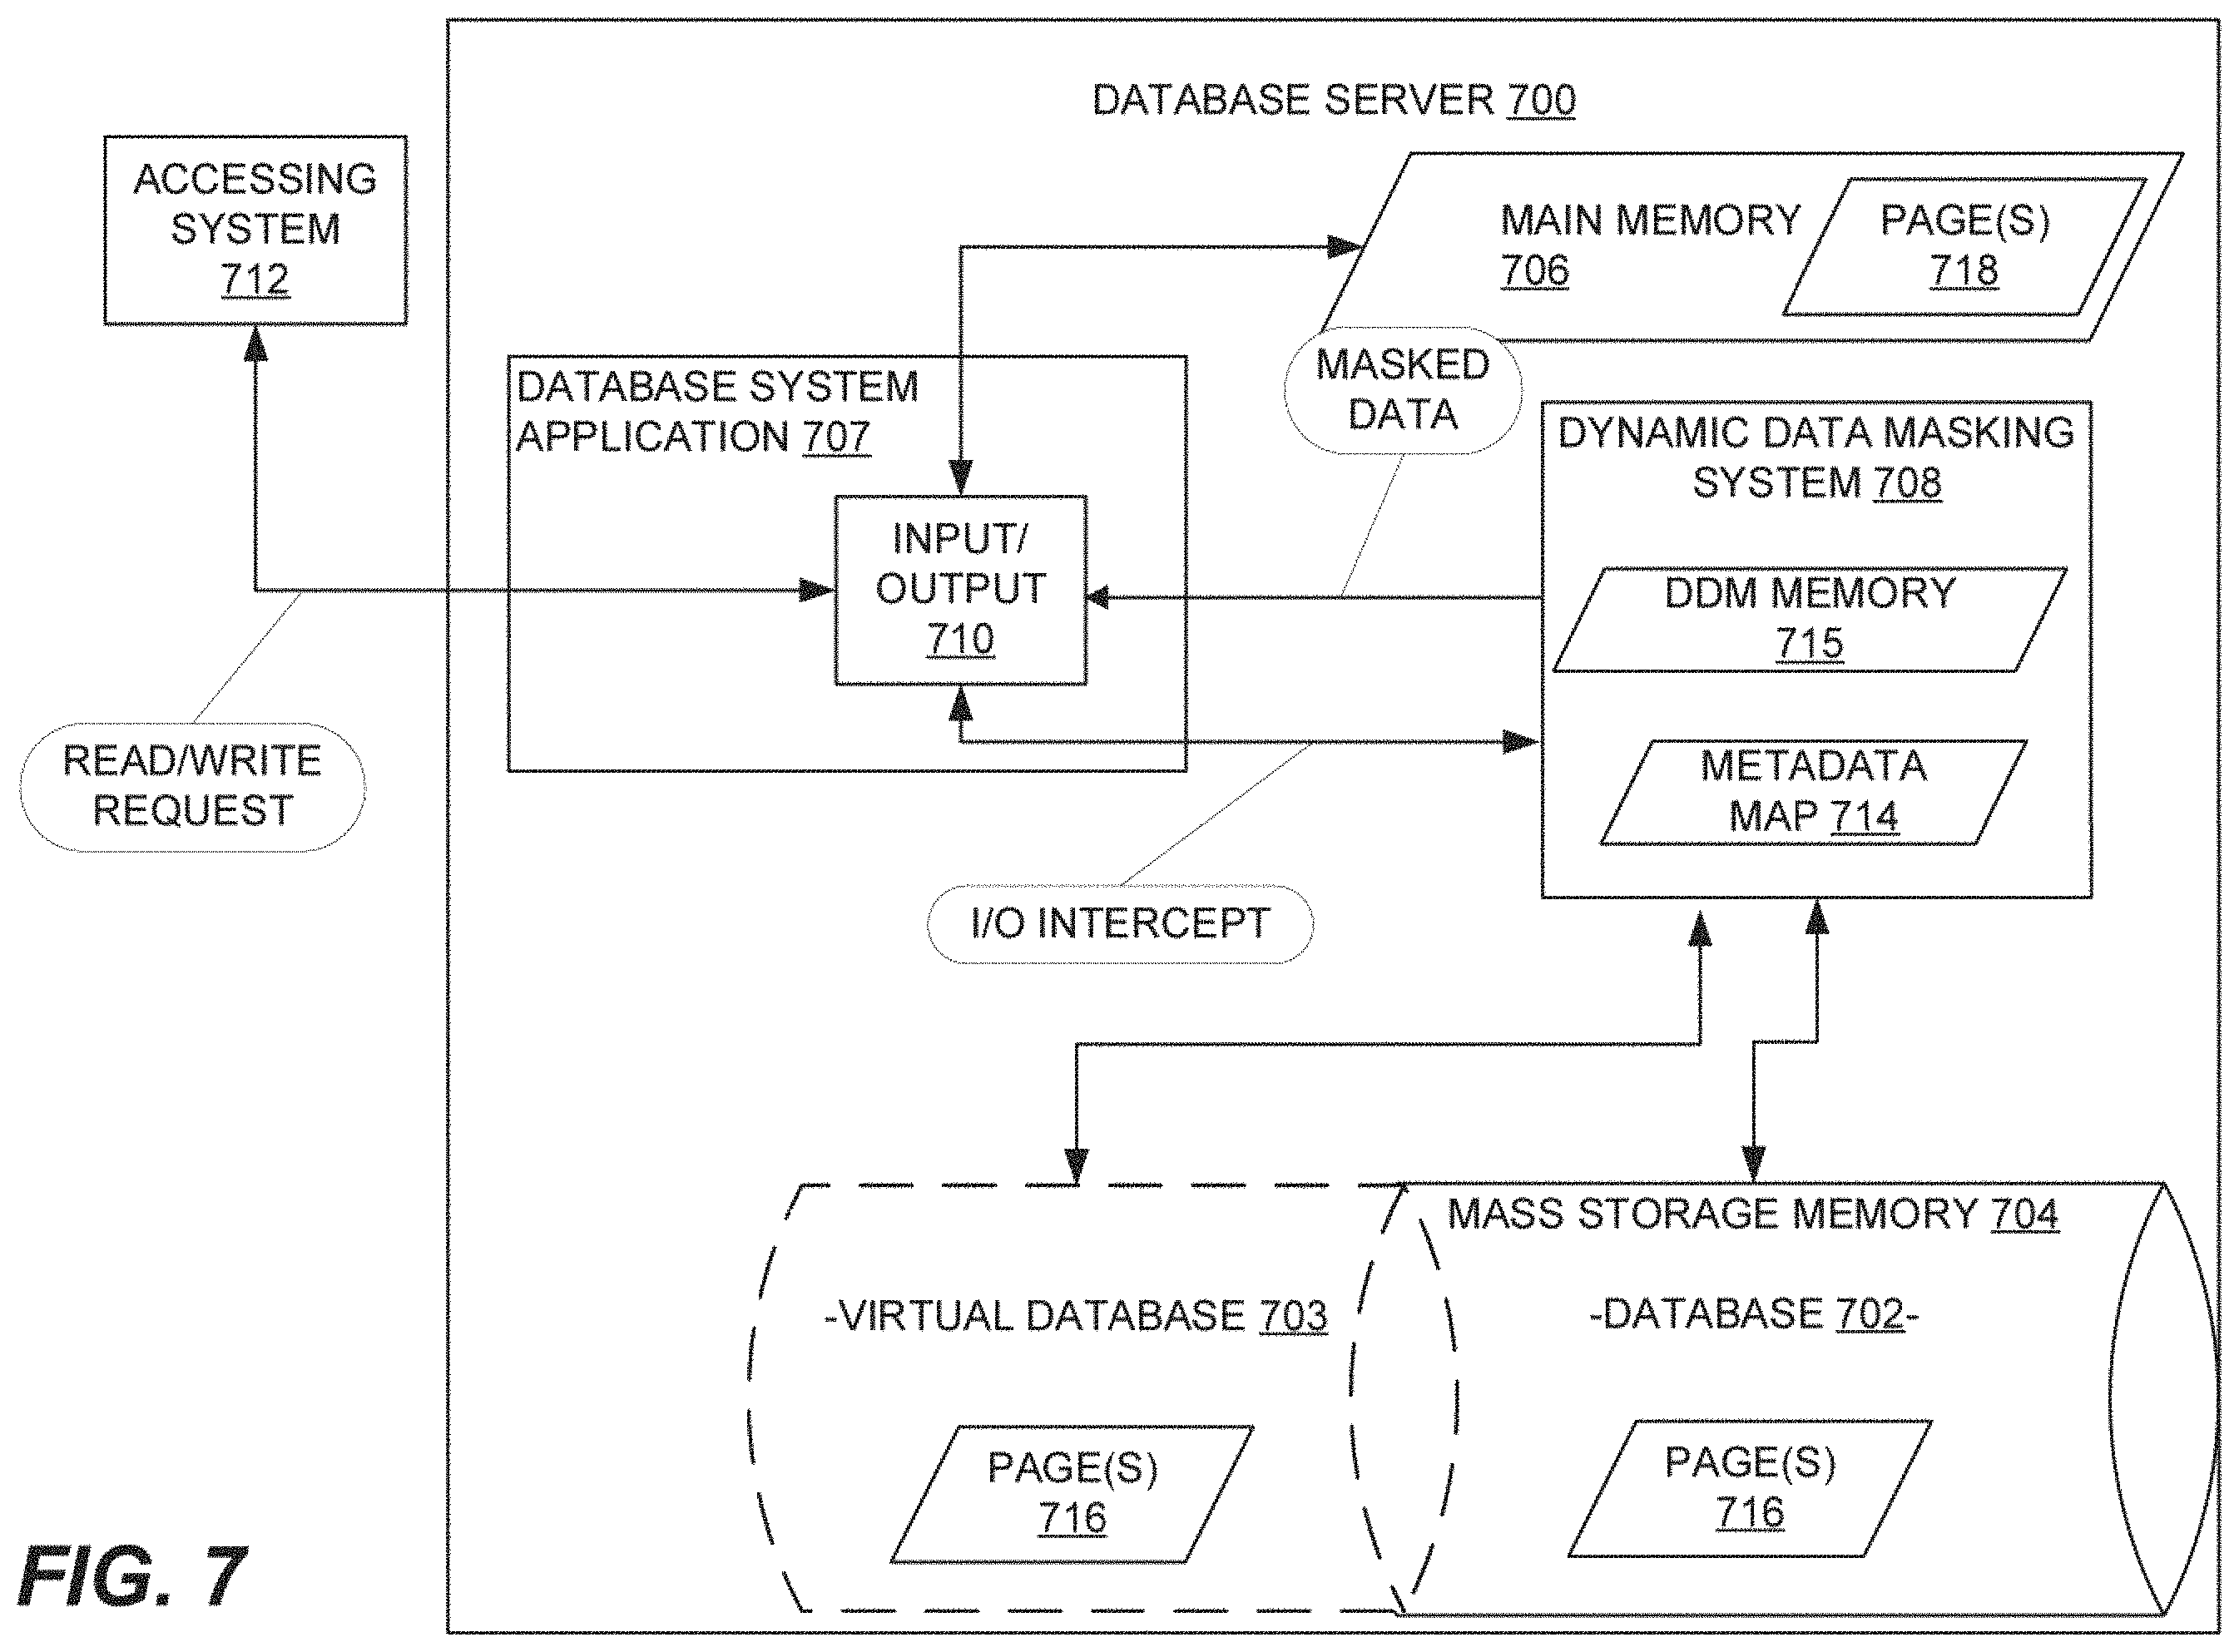 DATABASE SERVER 700
ACCESSING
SYSTEM
712
MAIN MEMORY
706
PAGE(S)
718
DATABASE SYSTEM
APPLICATION 707
MASKED
DATA
DYNAMIC DATA MASKING
SYSTEM 708
INPUT/
OUTPUT
710
DDM MEMORY
715
READ/WRITE
REQUEST
METADATA
MAP 714
I/O INTERCEPT
MASS STORAGE MEMORY 704
-VIRTUAL DATABASE 703
-DATABASE 702-
PAGE(S)
716
PAGE(S)
716
FIG. 7